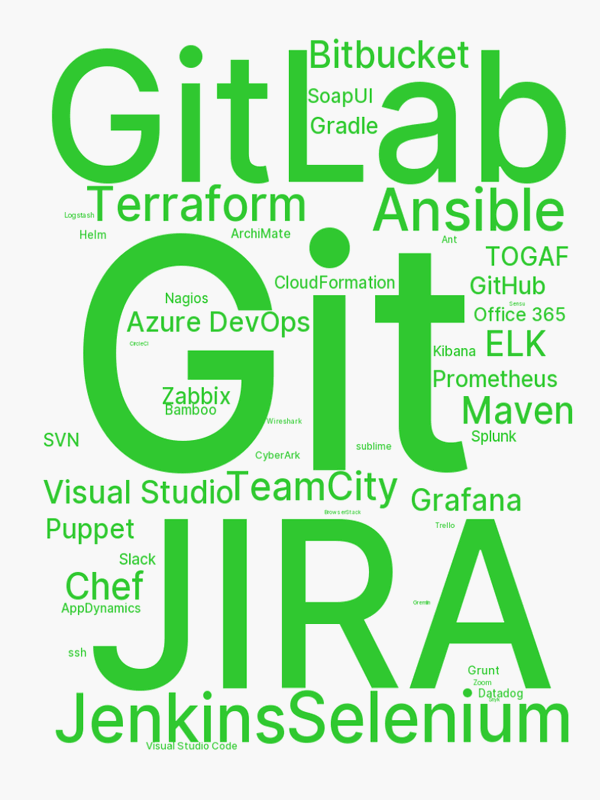 Bitbucket
GitLab
SoapUI
Gradle
Terraform
Ansible
Logstash
Helm
ArchiMate
Ant
TOGAF
CloudFormation
GitHub
Nagios
Sensu
Office 365
Azure DevOps
Git
CircleCI
Kibana
ELK
Prometheus
Zabbix
Bamboo
Maven
Wireshark
Splunk
SVN
sublime
CyberArk
Visual Studio
TeamCity
Grafana
BrowserStack
Puppet
Trello
JIRA
Slack
Chef
Gremlin
AppDynamics
ssh
Grunt
Zoom
Datadog
Jenkins
Selenium
Visual Studio Code